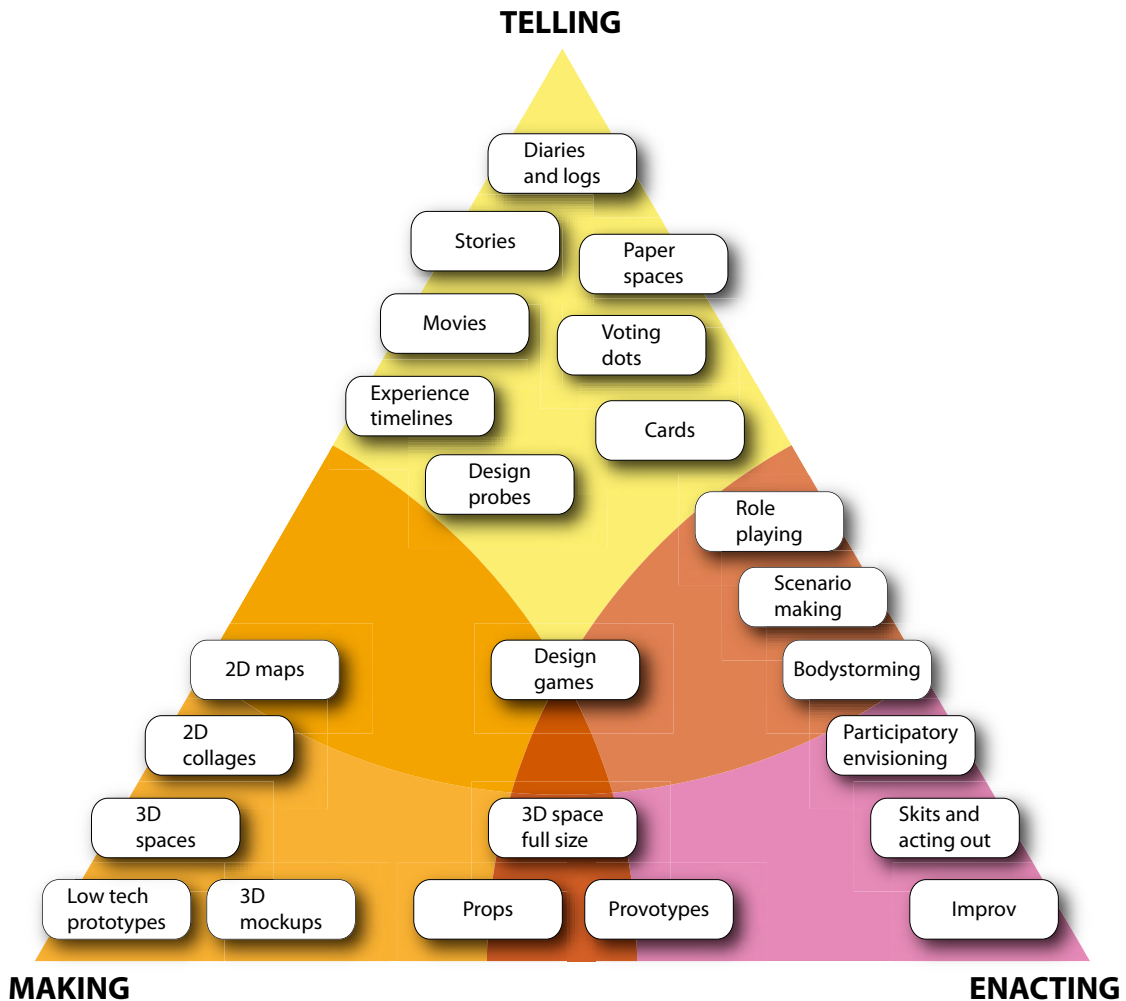 TELLING
Diaries
and logs
Stories
Paper
spaces
Movies
Voting
dots
Experience
timelines
Cards
Design
probes
Role
playing
Scenario
making
2D maps
Design
games
Bodystorming
2D
collages
Participatory
envisioning
3D
spaces
3D space
full size
Skits and
acting out
Low tech
prototypes
3D
mockups
Props
Provotypes
Improv
MAKING
ENACTING